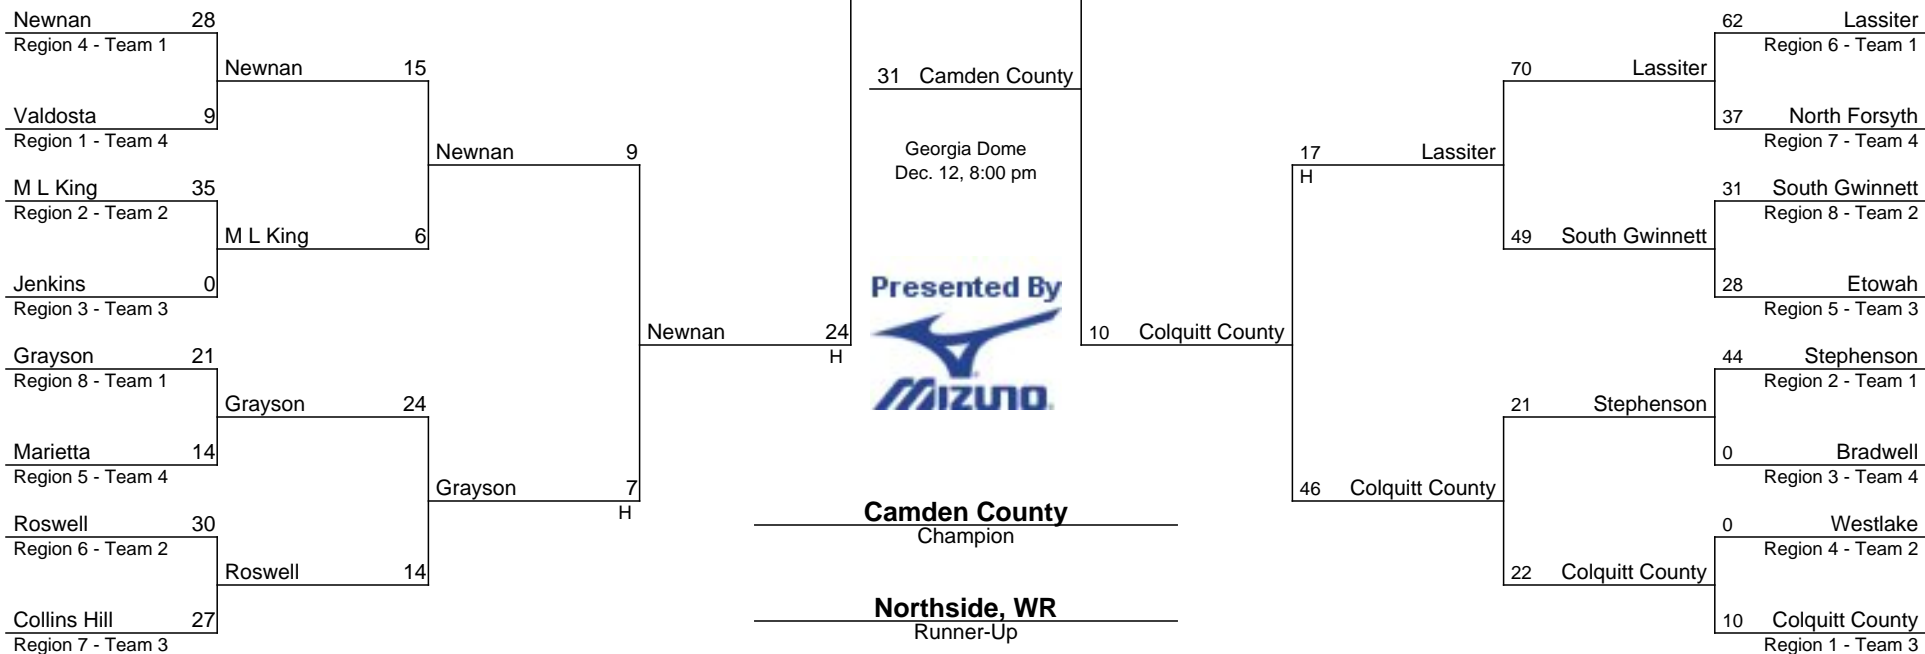 Newnan 28
Region 4 - Team 1
Newnan 15
Valdosta 9
Region 1 - Team 4
Newnan 9
M L King 35
Region 2 - Team 2
M L King 6
Jenkins 0
Region 3 - Team 3
Newnan 24
H
Grayson 21
Region 8 - Team 1
Grayson 24
Marietta 14
Region 5 - Team 4
Grayson 7
H
Roswell 30
Region 6 - Team 2
Roswell 14
Collins Hill 27
Region 7 - Team 3
31 Camden County
Georgia Dome
Dec. 12, 8:00 pm
Presented By
MIZUNO
Camden County
Champion
Northside, WR
Runner-Up
62 Lassiter
Region 6 - Team 1
70 Lassiter
37 North Forsyth
Region 7 - Team 4
17 Lassiter
H
31 South Gwinnett
Region 8 - Team 2
49 South Gwinnett
28 Etowah
Region 5 - Team 3
10 Colquitt County
44 Stephenson
Region 2 - Team 1
21 Stephenson
0 Bradwell
Region 3 - Team 4
46 Colquitt County
0 Westlake
Region 4 - Team 2
22 Colquitt County
10 Colquitt County
Region 1 - Team 3